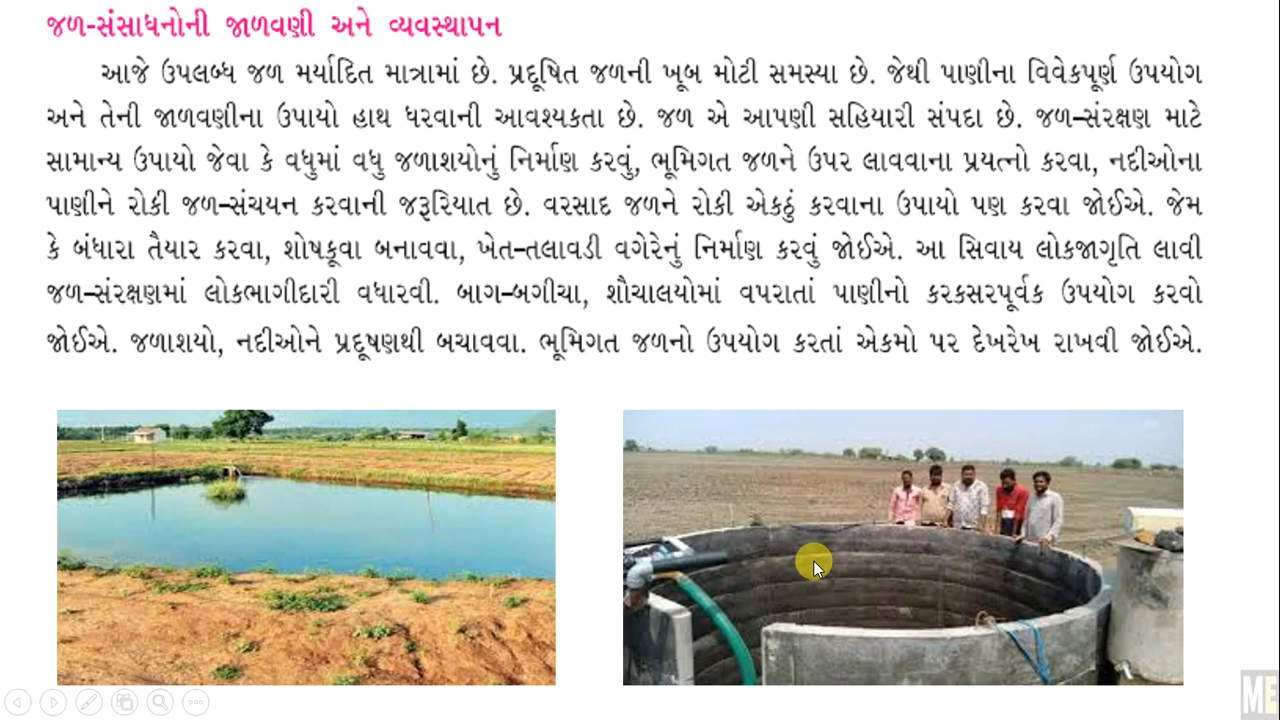 જળ-સંસાધનોની જાળવણી અને વ્યવસ્થાપન
આજે ઉપલબ્ધ જળ મર્યાદિત માત્રામાં છે. પ્રદૂષિત જળની ખૂબ મોટી સમસ્યા છે. જેથી પાણીના વિવેકપૂર્ણ ઉપયોગ
અને તેની જાળવણીના ઉપાયો હાથ ધરવાની આવશ્યકતા છે. જળ એ આપણી સહિયારી સંપદા છે. જળ-સંરક્ષણ માટે
સામાન્ય ઉપાયો જેવા કે વધુમાં વધુ જળાશયોનું નિર્માણ કરવું, ભૂમિગત જળને ઉપર લાવવાના પ્રયત્નો કરવા, નદીઓના
પાણીને રોકી જળ-સંચયન કરવાની જરૂરિયાત છે. વરસાદ જળને રોકી એકઠું કરવાના ઉપાયો પણ કરવા જોઈએ. જેમ
કે બંધારા તૈયાર કરવા, શોષકૂવા બનાવવા, ખેત-તલાવડી વગેરેનું નિર્માણ કરવું જોઈએ. આ સિવાય લોકજાગૃતિ લાવી
જળ-સંરક્ષણમાં લોકભાગીદારી વધારવી. બાગ-બગીચા, શૌચાલયોમાં વપરાતાં પાણીનો કરકસરપૂર્વક ઉપયોગ કરવો
જોઈએ. જળાશયો, નદીઓને પ્રદૂષણથી બચાવવા. ભૂમિગત જળનો ઉપયોગ કરતાં એકમો પર દેખરેખ રાખવી જોઈએ.
ME